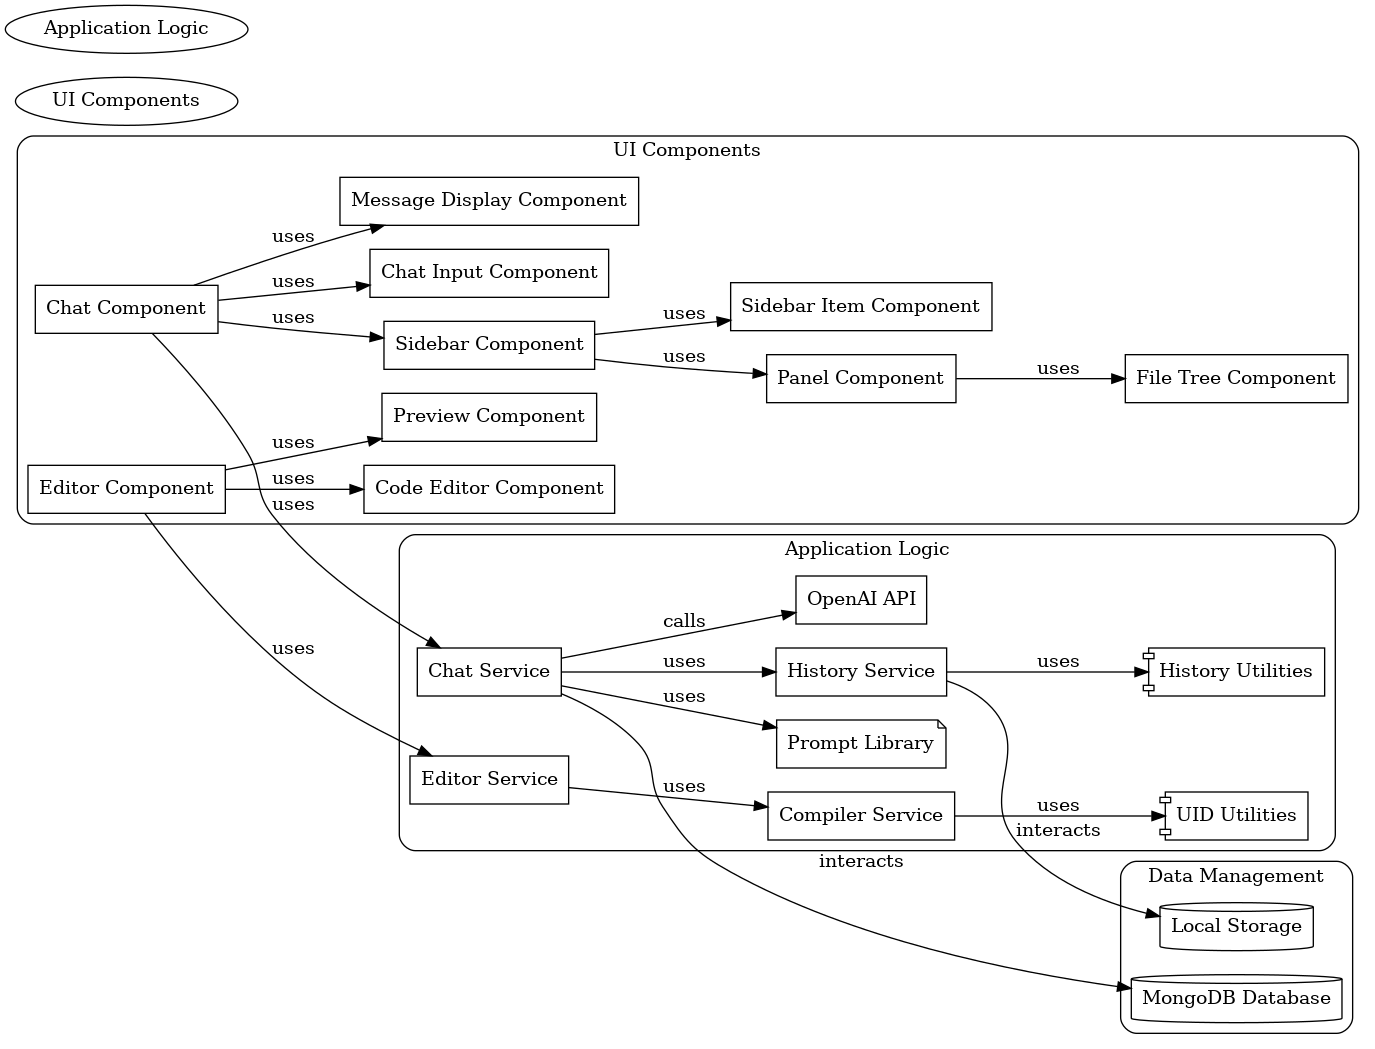 Application Logic
UI Components
UI Components
Message Display Component
uses
Chat Input Component
uses
Chat Component
uses
Sidebar Component
uses
Sidebar Item Component
uses
Panel Component
uses
File Tree Component
Preview Component
uses
Editor Component
uses
Code Editor Component
uses
Application Logic
OpenAI API
calls
uses
Chat Service
uses
History Service
uses
History Utilities
uses
Prompt Library
Editor Service
uses
Compiler Service
uses
UID Utilities
interacts
interacts
Data Management
Local Storage
MongoDB Database